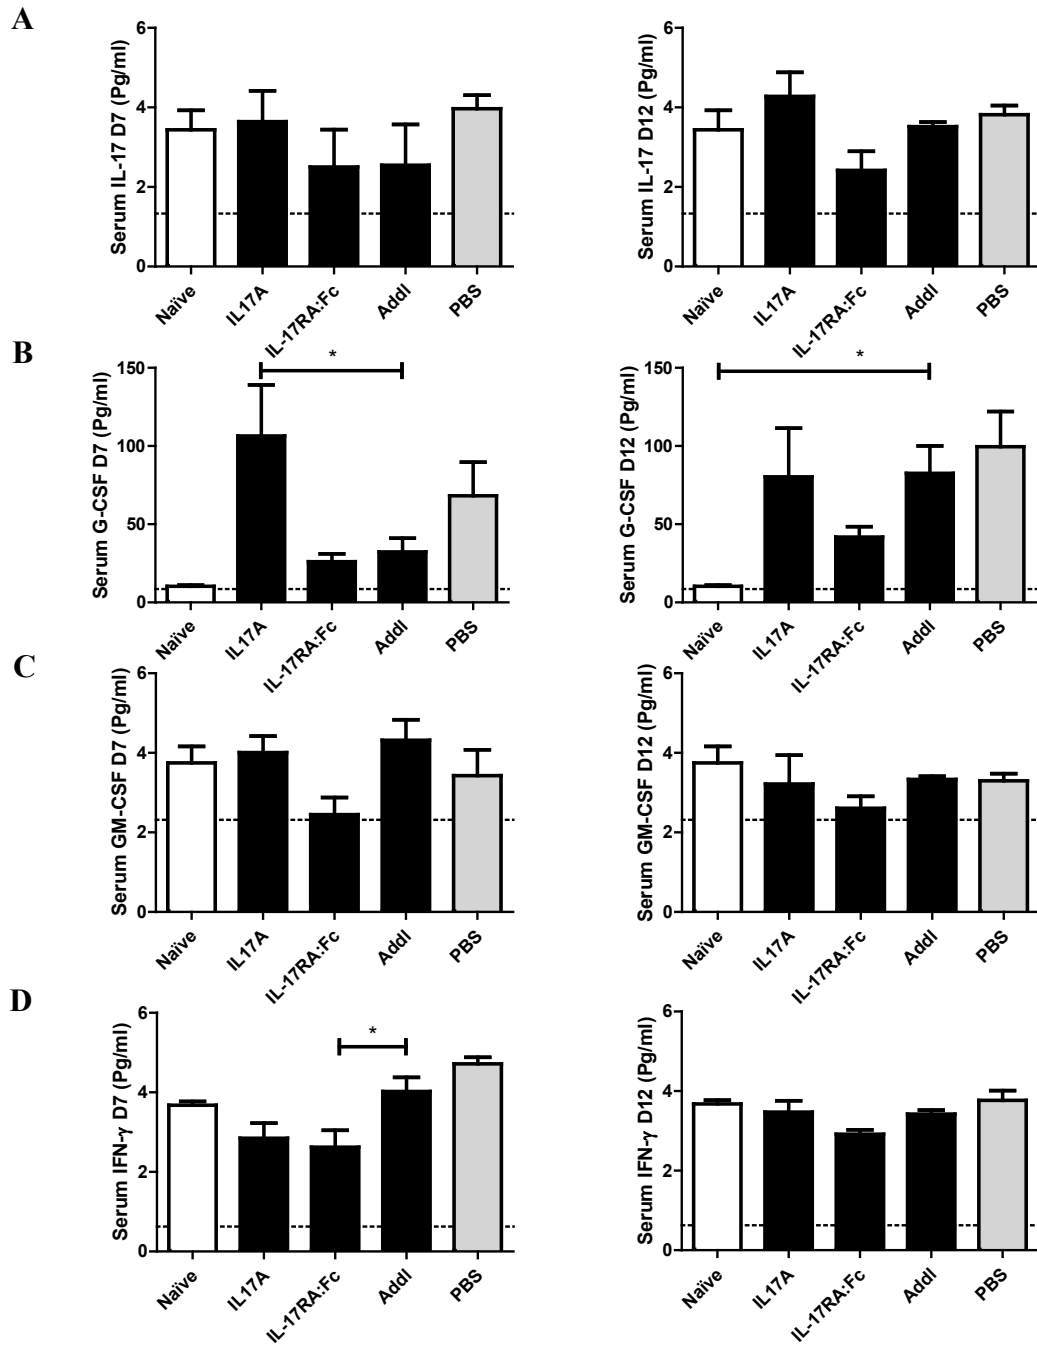 A
Serum IL-17 D7 (Pg/ml)
6
4
2
0
Naïve
IL17A
IL-17RA:Fc
AddI
PBS
Serum IL-17 D12 (Pg/ml)
6
4
2
0
Naïve
IL17A
IL-17RA:Fc
AddI
PBS
B
Serum G-CSF D7 (Pg/ml)
150
100
50
0
*
Naïve
IL17A
IL-17RA:Fc
AddI
PBS
Serum G-CSF D12 (Pg/ml)
150
100
50
0
*
Naïve
IL17A
IL-17RA:Fc
AddI
PBS
C
Serum GM-CSF D7 (Pg/ml)
6
4
2
0
Naïve
IL17A
IL-17RA:Fc
AddI
PBS
Serum GM-CSF D12 (Pg/ml)
6
4
2
0
Naïve
IL17A
IL-17RA:Fc
AddI
PBS
D
Serum IFN-γ D7 (Pg/ml)
6
4
2
0
*
Naïve
IL17A
IL-17RA:Fc
AddI
PBS
Serum IFN-γ D12 (Pg/ml)
6
4
2
0
Naïve
IL17A
IL-17RA:Fc
AddI
PBS